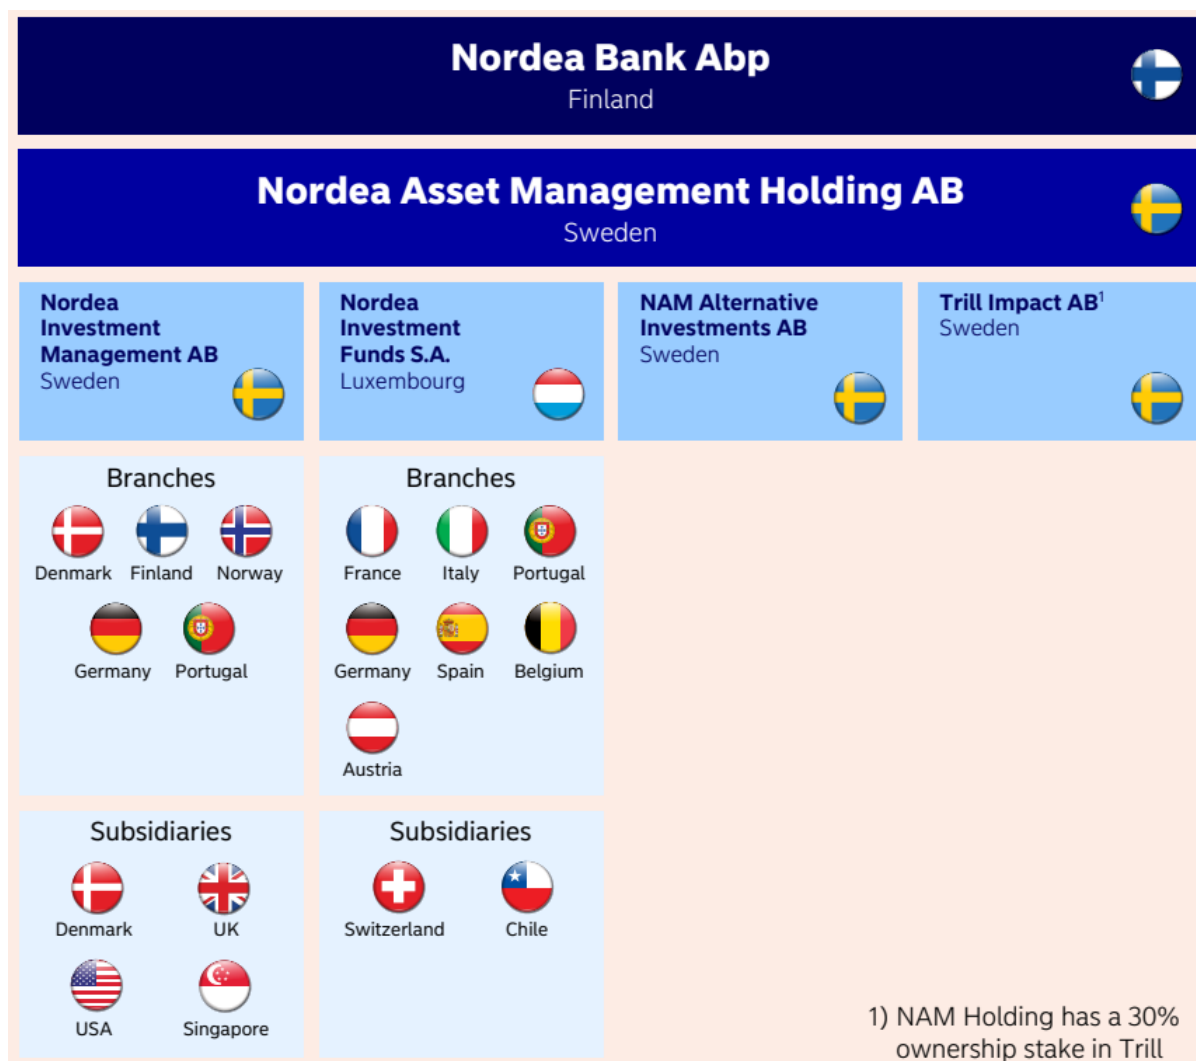 Nordea Bank Abp
Finland
Nordea Asset Management Holding AB
Sweden
Nordea
Investment
Management AB
Sweden
Nordea
Investment
Funds S.A.
Luxembourg
NAM Alternative
Investments AB
Sweden
Trill Impact AB¹
Sweden
Branches
Denmark Finland Norway
Germany Portugal
Branches
France Italy Portugal
Germany Spain Belgium
Austria
Subsidiaries
Denmark UK
USA Singapore
Subsidiaries
Switzerland Chile
1) NAM Holding has a 30%
ownership stake in Trill